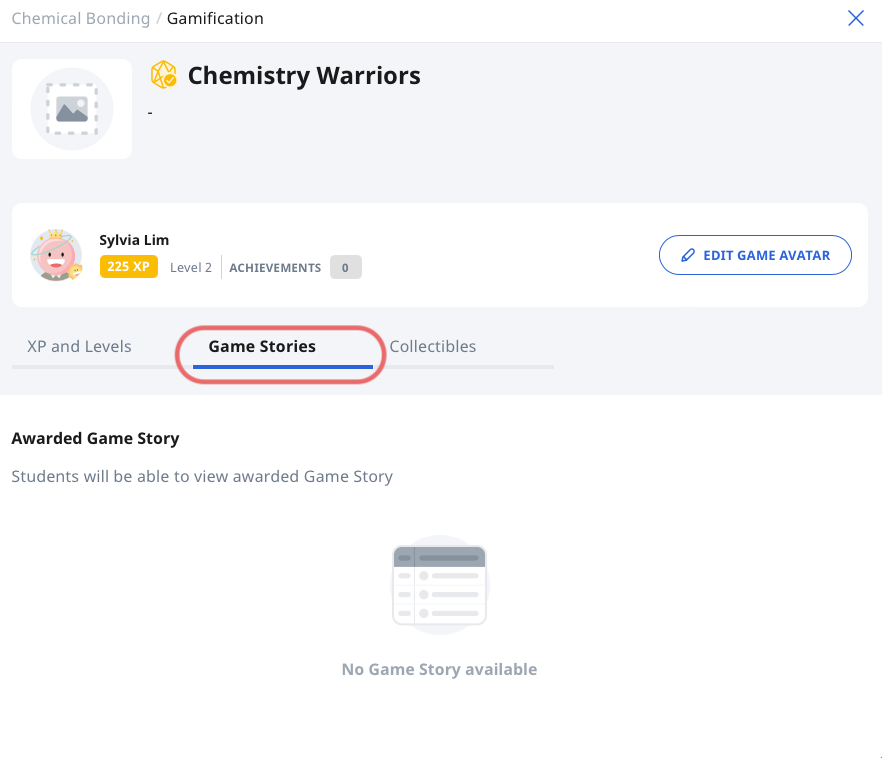 Chemical Bonding / Gamification
Chemistry Warriors
-
Sylvia Lim
225 XP Level 2 ACHIEVEMENTS 0
EDIT GAME AVATAR
XP and Levels Game Stories Collectibles
Awarded Game Story
Students will be able to view awarded Game Story
No Game Story available